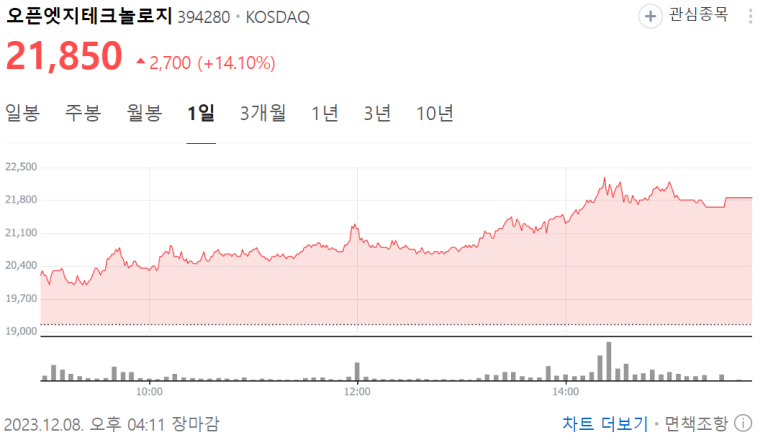 오픈엣지테크놀로지 394280 • KOSDAQ
관심종목
21,850 ▲ 2,700 (+14.10%)
일봉 주봉 월봉 1일 3개월 1년 3년 10년
22,500
21,800
21,100
20,400
19,700
19,000
10:00 12:00 14:00
2023.12.08. 오후 04:11 장마감
차트 더보기 • 면책조항